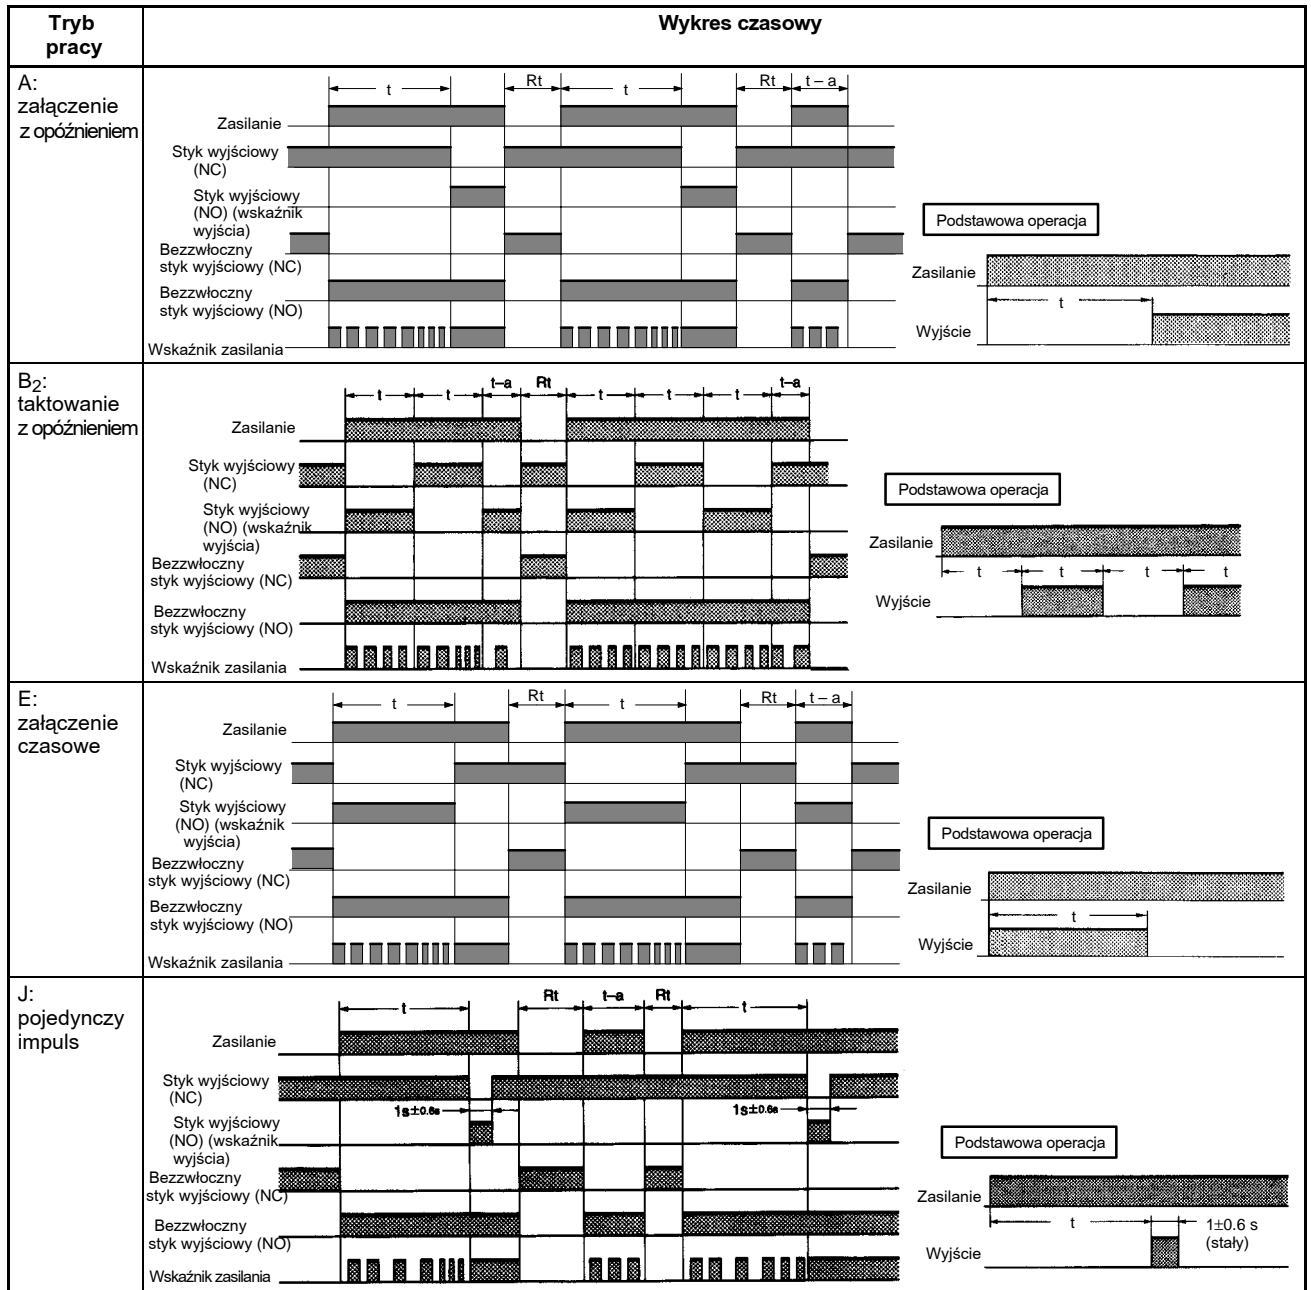 Tryb
pracy
Wykres czasowy
A:
załączenie
z opóźnieniem
t
Rt
t
Rt
t – a
Zasilanie
Styk wyjściowy
(NC)
Styk wyjściowy
(NO) (wskaźnik
wyjścia)
Bezzwłoczny
styk wyjściowy (NC)
Bezzwłoczny
styk wyjściowy (NO)
Wskaźnik zasilania
Podstawowa operacja
Zasilanie
t
Wyjście
B2:
taktowanie
z opóźnieniem
t
t
t–a
Rt
t
t
t
t–a
Zasilanie
Styk wyjściowy
(NC)
Styk wyjściowy
(NO) (wskaźnik
wyjścia)
Bezzwłoczny
styk wyjściowy (NC)
Bezzwłoczny
styk wyjściowy (NO)
Wskaźnik zasilania
Podstawowa operacja
Zasilanie
t
t
t
t
Wyjście
E:
załączenie
czasowe
t
Rt
t
Rt
t – a
Zasilanie
Styk wyjściowy
(NC)
Styk wyjściowy
(NO) (wskaźnik
wyjścia)
Bezzwłoczny
styk wyjściowy (NC)
Bezzwłoczny
styk wyjściowy (NO)
Wskaźnik zasilania
Podstawowa operacja
Zasilanie
t
Wyjście
J:
pojedynczy
impuls
t
Rt
t–a
Rt
t
Zasilanie
Styk wyjściowy
(NC)
1s±0.6s
1s±0.6s
Styk wyjściowy
(NO) (wskaźnik
wyjścia)
Bezzwłoczny
styk wyjściowy (NC)
Bezzwłoczny
styk wyjściowy (NO)
Wskaźnik zasilania
Podstawowa operacja
Zasilanie
t
1±0.6 s
(stały)
Wyjście